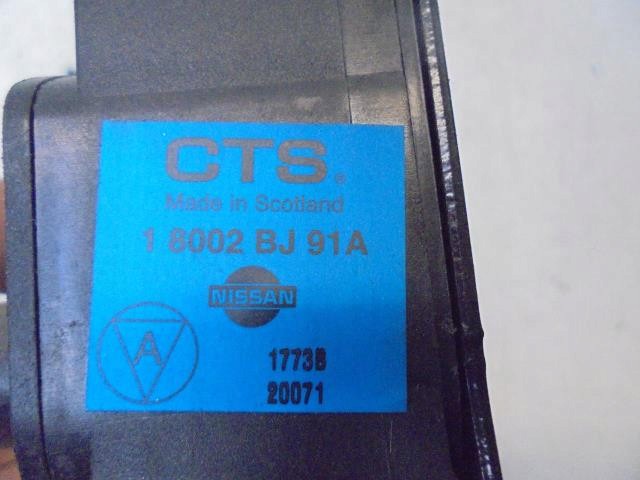 CTS®
Made in Scotland
1 8002 BJ 91A
NISSAN
A
1773B
20071